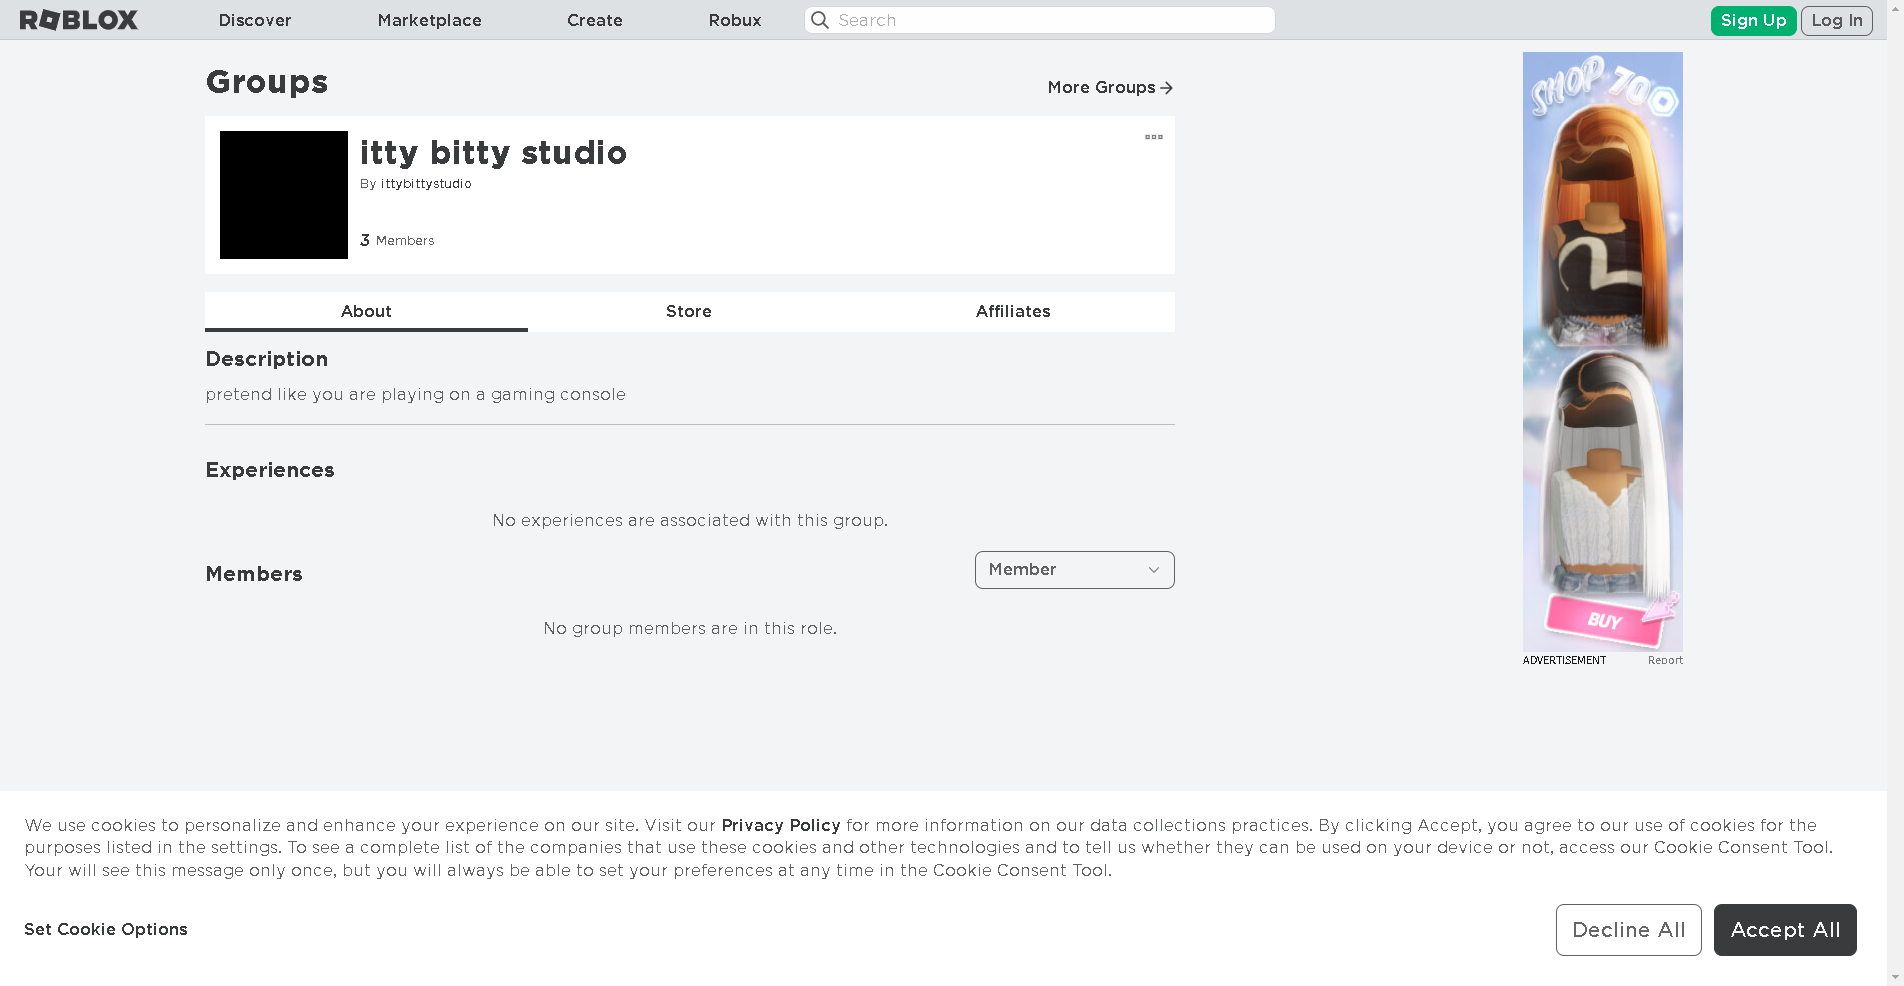 ROBLOX Discover Marketplace Create Robux Search Sign Up Log In
Groups
More Groups
itty bitty studio
By ittybittystudio
3 Members
About Store Affiliates
Description
pretend like you are playing on a gaming console
Experiences
No experiences are associated with this group.
Members
Member
No group members are in this role.
SHOP 70
BUY
ADVERTISEMENT Report
We use cookies to personalize and enhance your experience on our site. Visit our Privacy Policy for more information on our data collections practices. By clicking Accept, you agree to our use of cookies for the
purposes listed in the settings. To see a complete list of the companies that use these cookies and other technologies and to tell us whether they can be used on your device or not, access our Cookie Consent Tool.
Your will see this message only once, but you will always be able to set your preferences at any time in the Cookie Consent Tool.
Set Cookie Options
Decline All
Accept All